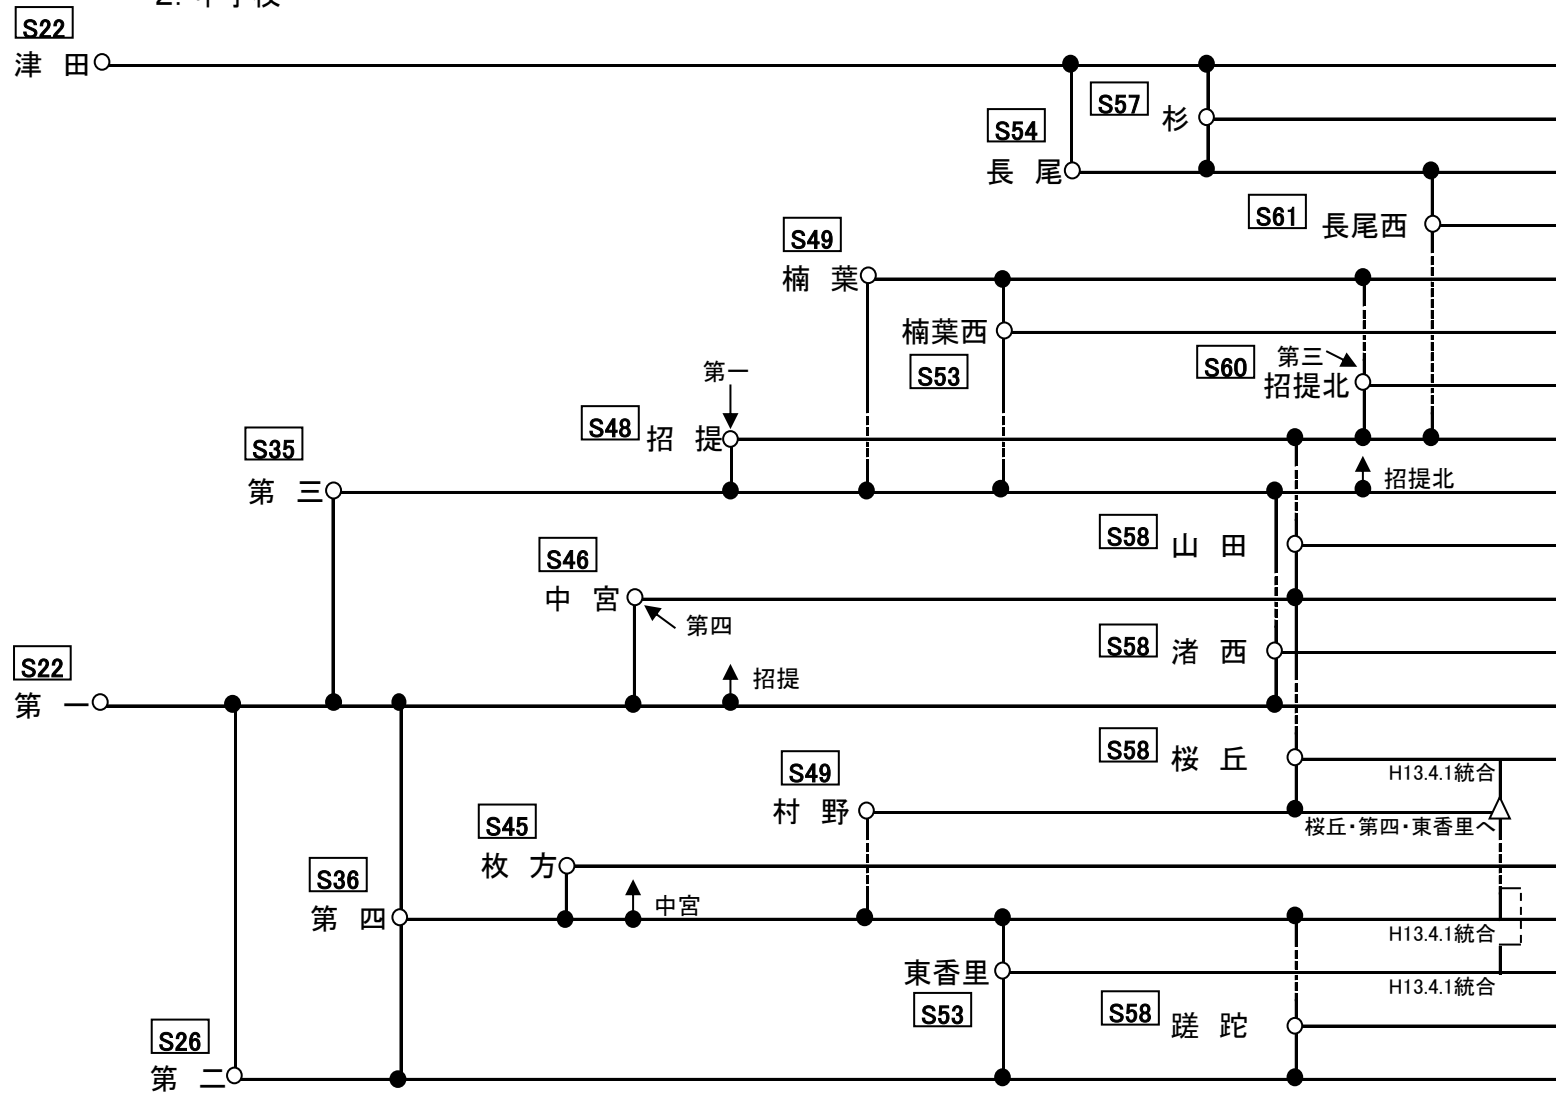 2. 中学校
S22
津 田
S57
杉
S54
長 尾
S61
長尾西
S49
楠 葉
楠葉西
S53
第三
S60
招提北
第一
S48
招 提
S35
第 三
招提北
S58
山 田
S46
中 宮
第四
S58
渚 西
S22
第 一
招提
S58
桜 丘
H13.4.1統合
S49
村 野
桜丘・第四・東香里へ
S45
枚 方
S36
第 四
中宮
H13.4.1統合
東香里
S53
H13.4.1統合
S58
蹉 跎
S26
第 二